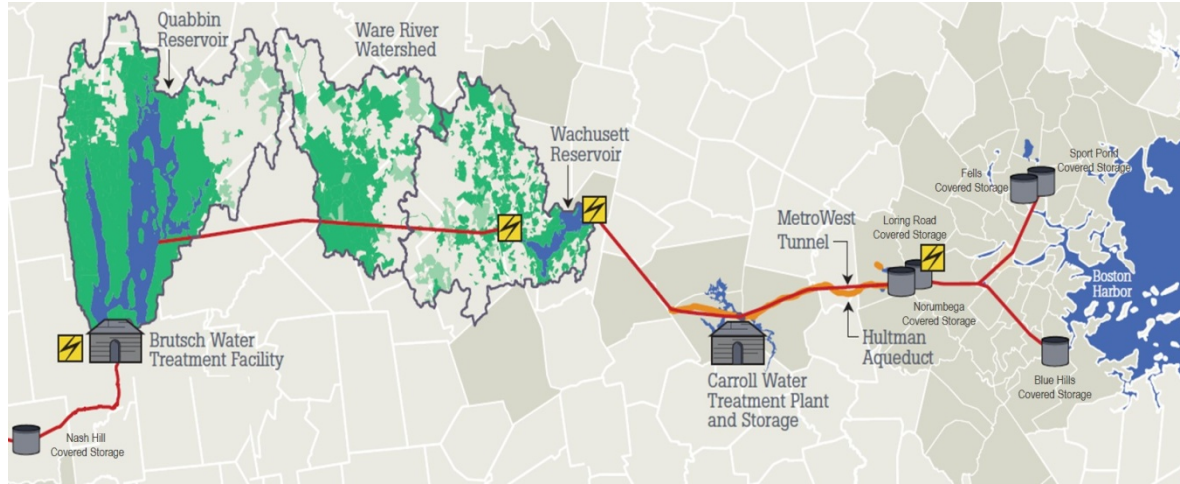 Quabbin
Reservoir
Ware River
Watershed
Wachusett
Reservoir
Sport Pond
Covered Storage
Fells
Covered Storage
MetroWest
Tunnel
Loring Road
Covered Storage
Boston
Harbor
Norumbega
Covered Storage
Hultman
Aqueduct
Brutsch Water
Treatment Facility
Carroll Water
Treatment Plant
and Storage
Blue Hills
Covered Storage
Nash Hill
Covered Storage